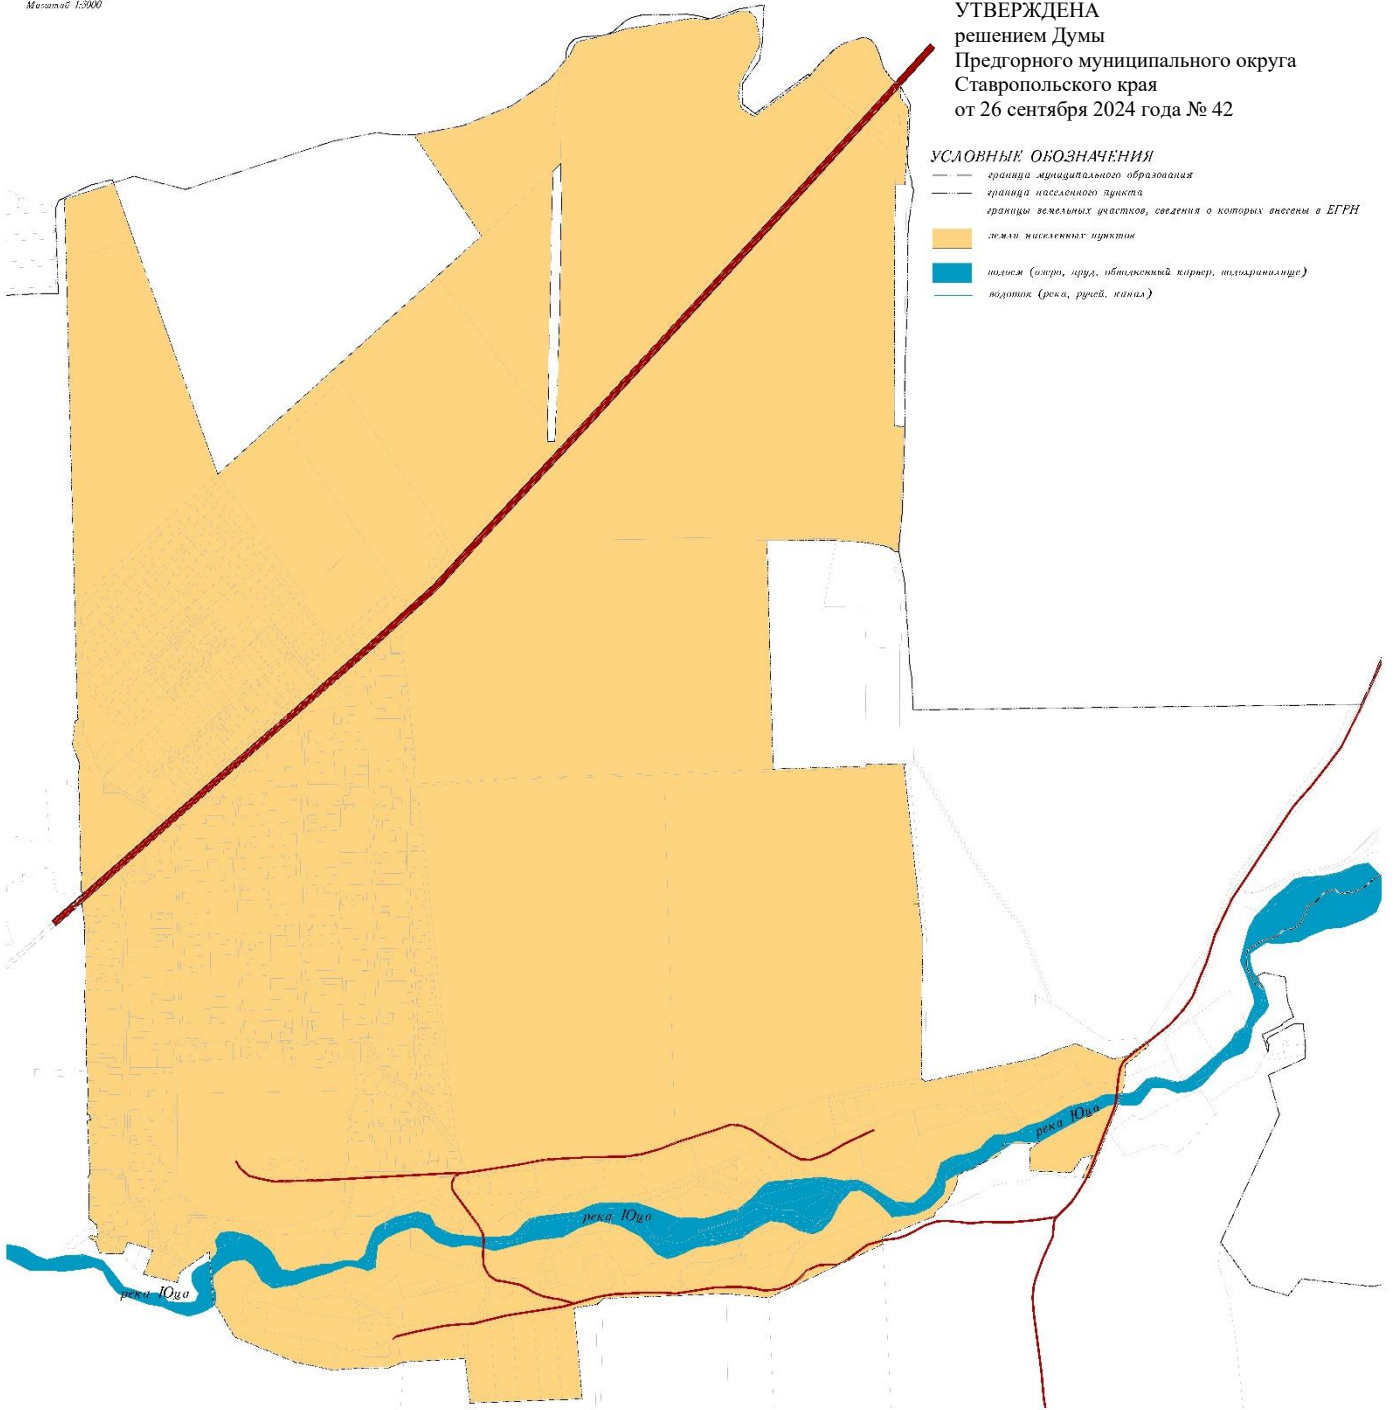 Масштаб 1:5000
УТВЕРЖДЕНА
решением Думы
Предгорного муниципального округа
Ставропольского края
от 26 сентября 2024 года № 42
УСЛОВНЫЕ ОБОЗНАЧЕНИЯ
граница муниципального образования
граница населенного пункта
границы земельных участков, сведения о которых внесены в ЕГРН
земли населенных пунктов
водоем (озеро, пруд, обводненный карьер, водохранилище)
водоток (река, ручей, канал)
река Юца
река Юца
река Юца